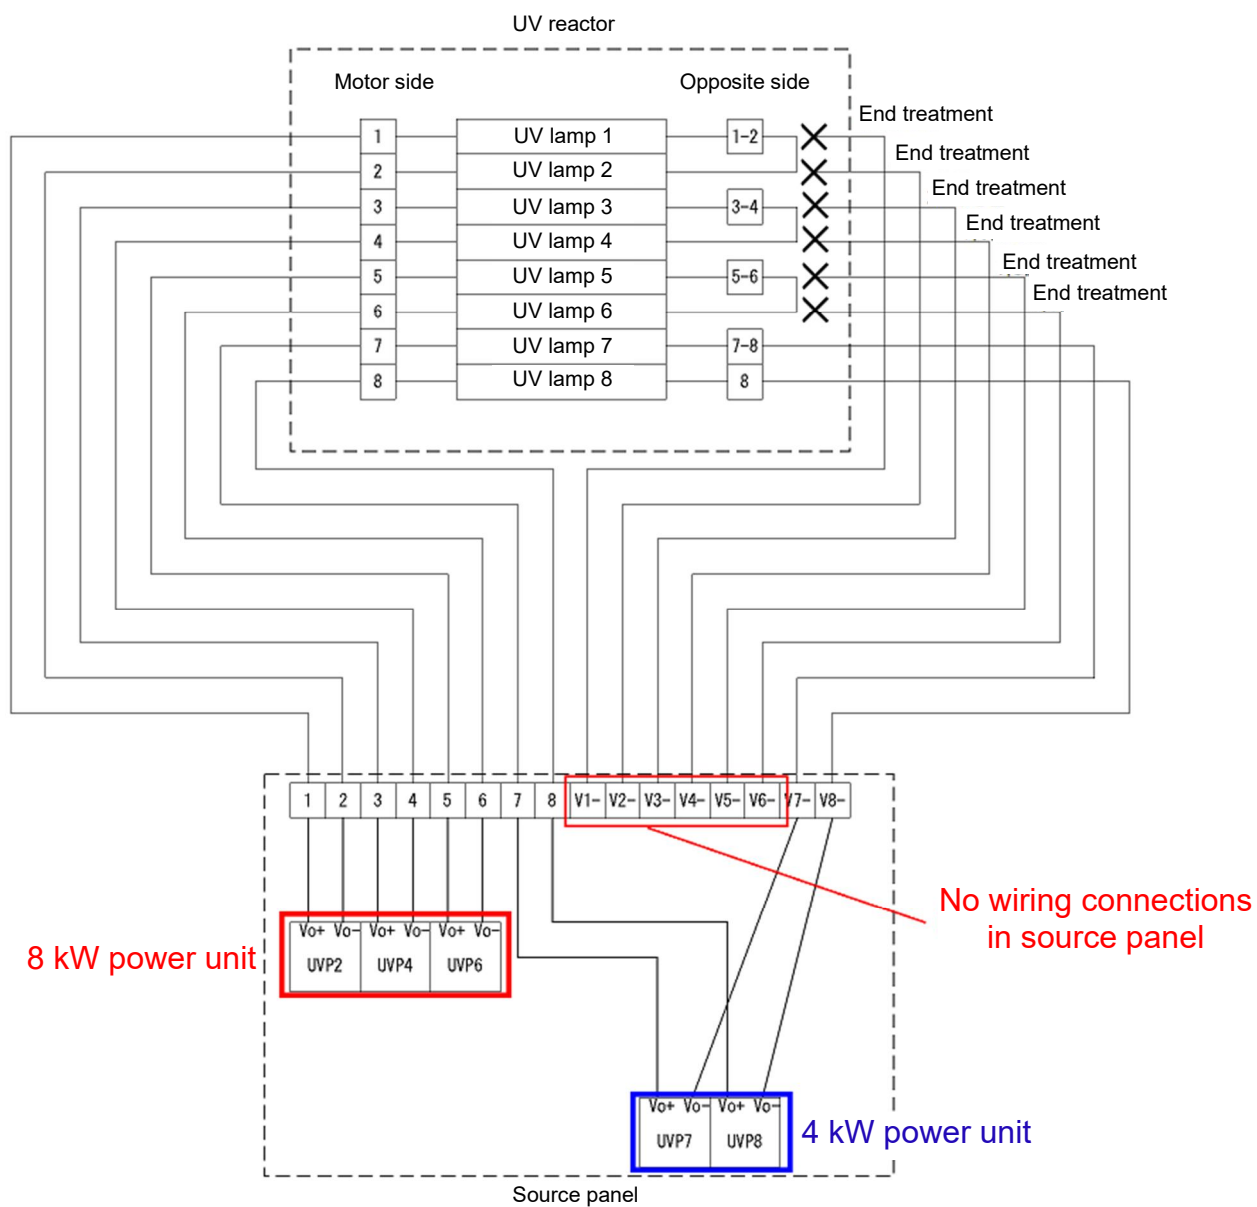 UV reactor
Motor side Opposite side
End treatment
1 UV lamp 1 1-2
End treatment
2 UV lamp 2
End treatment
3 UV lamp 3 3-4
End treatment
4 UV lamp 4
End treatment
5 UV lamp 5 5-6
End treatment
6 UV lamp 6
7 UV lamp 7 7-8
8 UV lamp 8 8
1 2 3 4 5 6 7 8 V1- V2- V3- V4- V5- V6- V7- V8-
No wiring connections
in source panel
Vo+ Vo- Vo+ Vo- Vo+ Vo-
8 kW power unit
UVP2 UVP4 UVP6
Vo+ Vo- Vo+ Vo-
UVP7 UVP8
4 kW power unit
Source panel